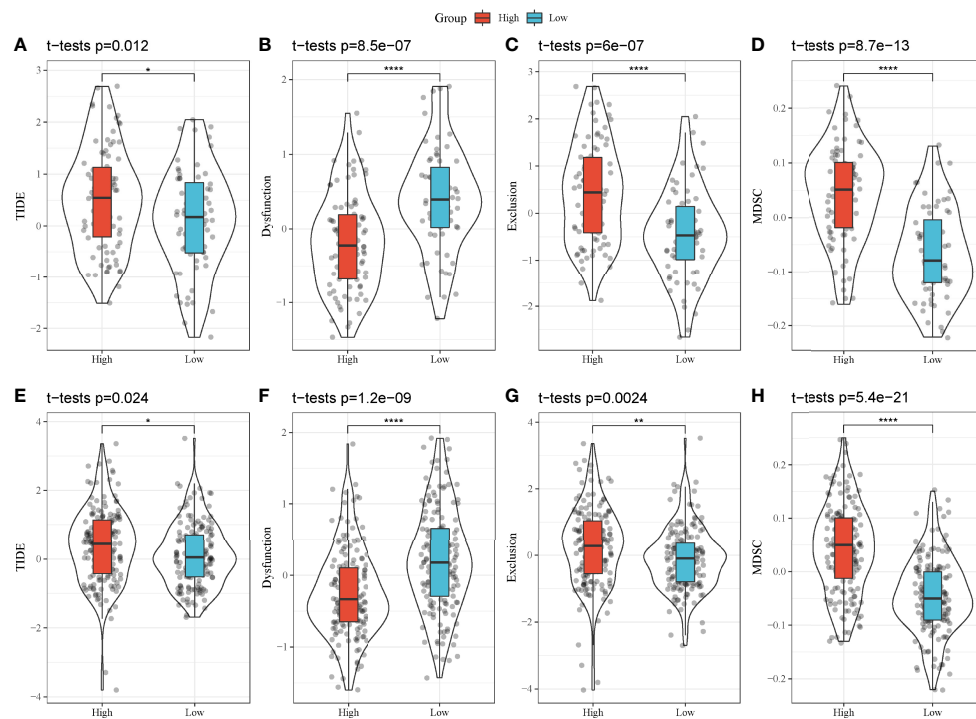 Group High Low
A t-tests p=0.012
B t-tests p=8.5e-07
C t-tests p=6e-07
D t-tests p=8.7e-13
TIDE
3
2
1
0
−1
−2
*
High Low
Dysfunction
2
1
0
−1
****
High Low
Exclusion
3
2
1
0
−1
−2
****
High Low
MDSC
0.2
0.1
0.0
−0.1
−0.2
****
High Low
E t-tests p=0.024
F t-tests p=1.2e-09
G t-tests p=0.0024
H t-tests p=5.4e-21
TIDE
4
2
0
−2
−4
*
High Low
Dysfunction
2
1
0
−1
****
High Low
Exclusion
4
2
0
−2
−4
**
High Low
MDSC
0.2
0.1
0.0
−0.1
−0.2
****
High Low